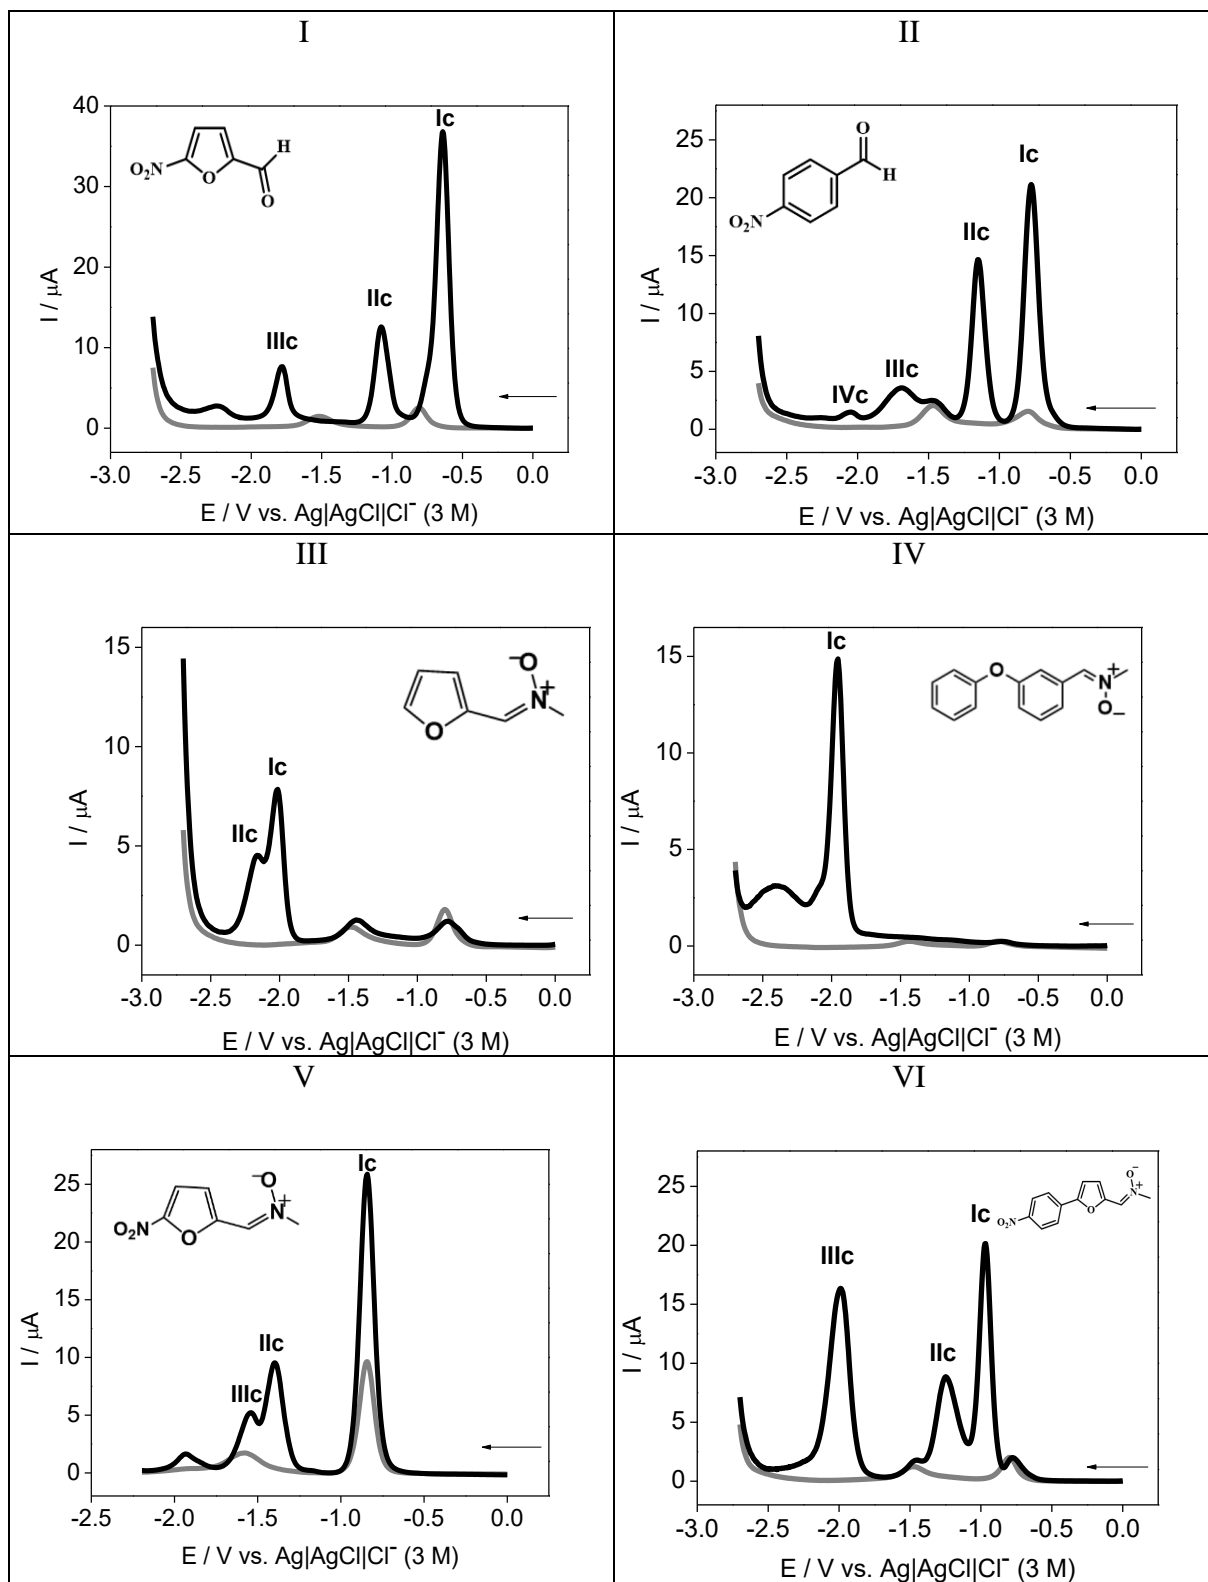 I
40
30
20
10
0
I / µA
Ic
IIc
IIIc
O₂N
O
H
O
-3.0 -2.5 -2.0 -1.5 -1.0 -0.5 0.0
E / V vs. Ag|AgCl|Cl⁻ (3 M)
II
25
20
15
10
5
0
I / µA
O
H
O₂N
Ic
IIc
IIIc
IVc
-3.0 -2.5 -2.0 -1.5 -1.0 -0.5 0.0
E / V vs. Ag|AgCl|Cl⁻ (3 M)
III
15
10
5
0
I / µA
⁻O
N⁺
O
Ic
IIc
-3.0 -2.5 -2.0 -1.5 -1.0 -0.5 0.0
E / V vs. Ag|AgCl|Cl⁻ (3 M)
IV
15
10
5
0
I / µA
Ic
O
N⁺
O⁻
-3.0 -2.5 -2.0 -1.5 -1.0 -0.5 0.0
E / V vs. Ag|AgCl|Cl⁻ (3 M)
V
25
20
15
10
5
0
I / µA
Ic
⁻O
N⁺
O₂N
O
IIc
IIIc
-2.5 -2.0 -1.5 -1.0 -0.5 0.0
E / V vs. Ag|AgCl|Cl⁻ (3 M)
VI
25
20
15
10
5
0
I / µA
O⁻
N⁺
O
O₂N
Ic
IIIc
IIc
-3.0 -2.5 -2.0 -1.5 -1.0 -0.5 0.0
E / V vs. Ag|AgCl|Cl⁻ (3 M)